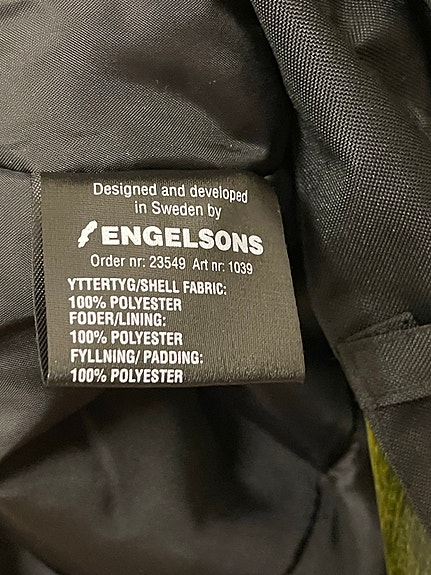 Designed and developed
in Sweden by
ENGELSONS
Order nr: 23549 Art nr: 1039
YTTERTYG/SHELL FABRIC:
100% POLYESTER
FODER/LINING:
100% POLYESTER
FYLLNING/ PADDING:
100% POLYESTER